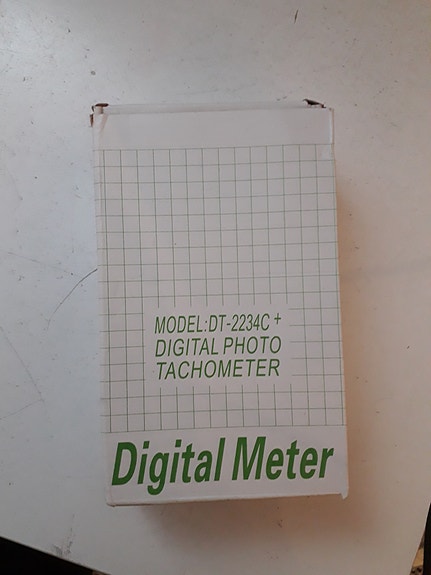 MODEL:DT-2234C +
DIGITAL PHOTO
TACHOMETER
Digital Meter